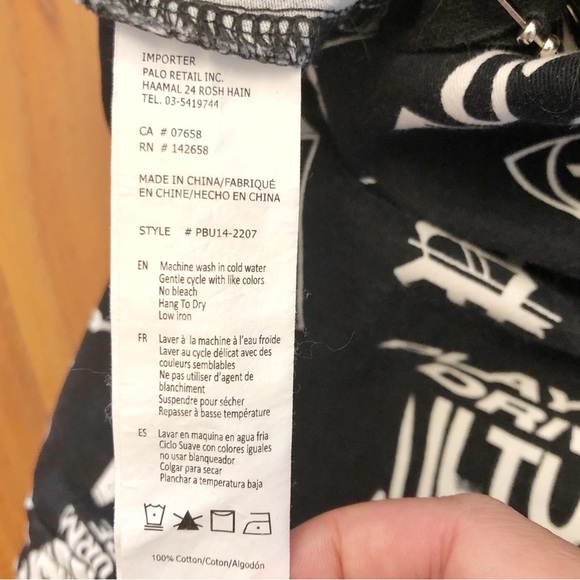 IMPORTER
PALO RETAIL INC.
HAAMAL 24 ROSH HAIN
TEL. 03-5419744
CA # 07658
RN # 142658
MADE IN CHINA/FABRIQUÉ
EN CHINE/HECHO EN CHINA
STYLE # PBU14-2207
EN Machine wash in cold water
Gentle cycle with like colors
No bleach
Hang To Dry
Low iron
FR Laver à la machine à l'eau froide
Laver au cycle délicat avec des
couleurs semblables
Ne pas utiliser d'agent de
blanchiment
Suspendre pour sécher
Repasser à basse température
ES Lavar en maquina en agua fria
Ciclo Suave con colores iguales
no usar blanqueador
Colgar para secar
Planchar a temperatura baja
100% Cotton/Coton/Algodón